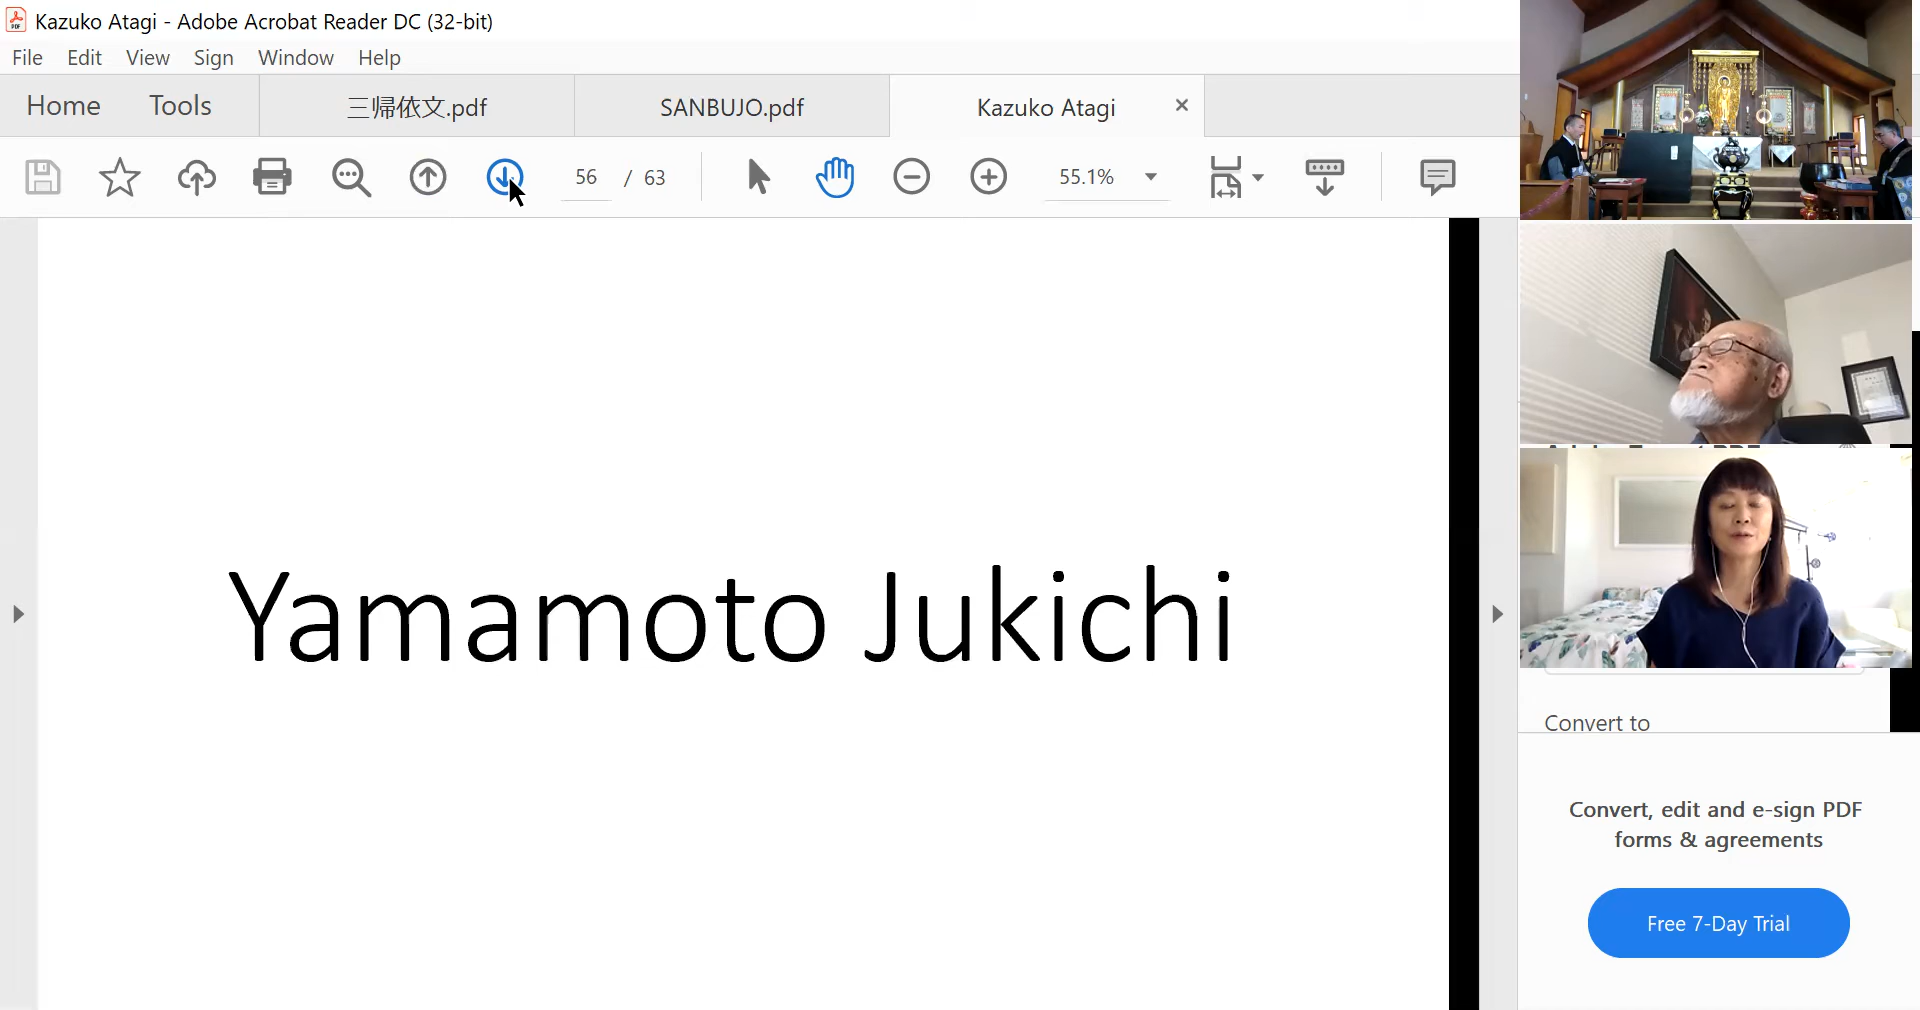 Kazuko Atagi - Adobe Acrobat Reader DC (32-bit)
File Edit View Sign Window Help
Home Tools 三帰依文.pdf SANBUJO.pdf Kazuko Atagi ×
56 / 63 55.1%
Yamamoto Jukichi
Convert to
Convert, edit and e-sign PDF
forms & agreements
Free 7-Day Trial